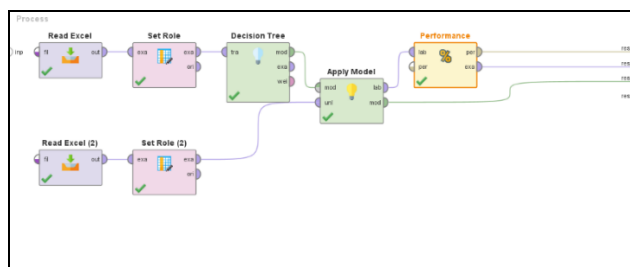 Process
Read Excel
Set Role
Decision Tree
Performance
inp
fil
out
exa
exa
ori
tra
mod
exa
wei
lab
per
per
exa
res
res
res
res
Apply Model
mod
lab
unl
mod
Read Excel (2)
Set Role (2)
fil
out
exa
exa
ori